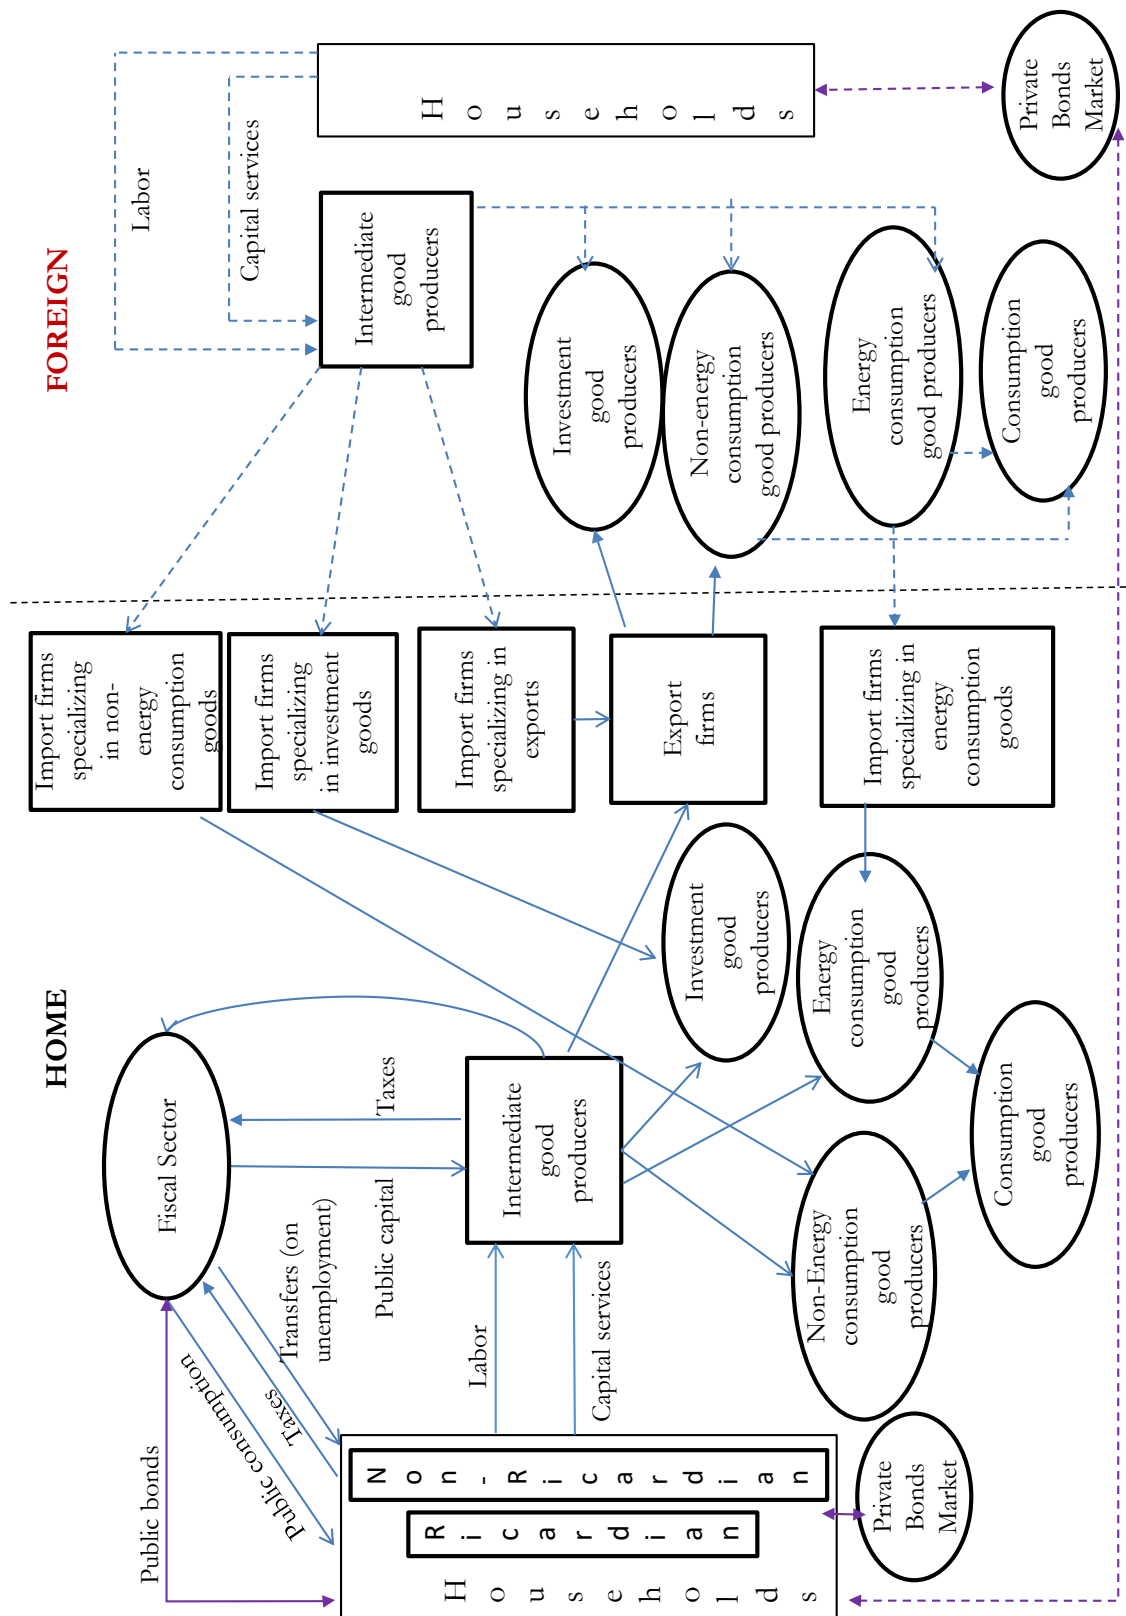 HOME
FOREIGN
Public bonds
Public consumption
Taxes
Transfers (on
unemployment)
Public capital
Taxes
Fiscal Sector
Households
Ricardian
Non-Ricardian
Labor
Capital services
Intermediate
good
producers
Private
Bonds
Market
Non-Energy
consumption
good
producers
Energy
consumption
good
producers
Consumption
good
producers
Investment
good
producers
Import firms
specializing
in non-
energy
consumption
goods
Import firms
specializing
in investment
goods
Import firms
specializing in
exports
Export
firms
Import firms
specializing in
energy
consumption
goods
Labor
Capital services
Intermediate
good
producers
Investment
good
producers
Non-energy
consumption
good producers
Energy
consumption
good producers
Consumption
good
producers
Households
Private
Bonds
Market